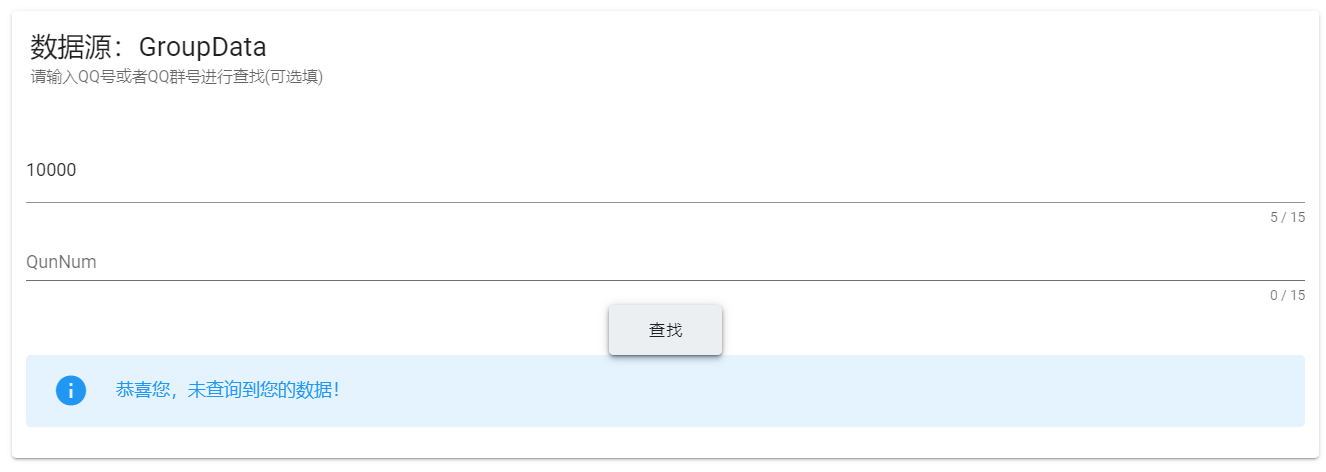 数据源：GroupData
请输入QQ号或者QQ群号进行查找(可选填)
10000
5 / 15
QunNum
0 / 15
查找
恭喜您，未查询到您的数据！